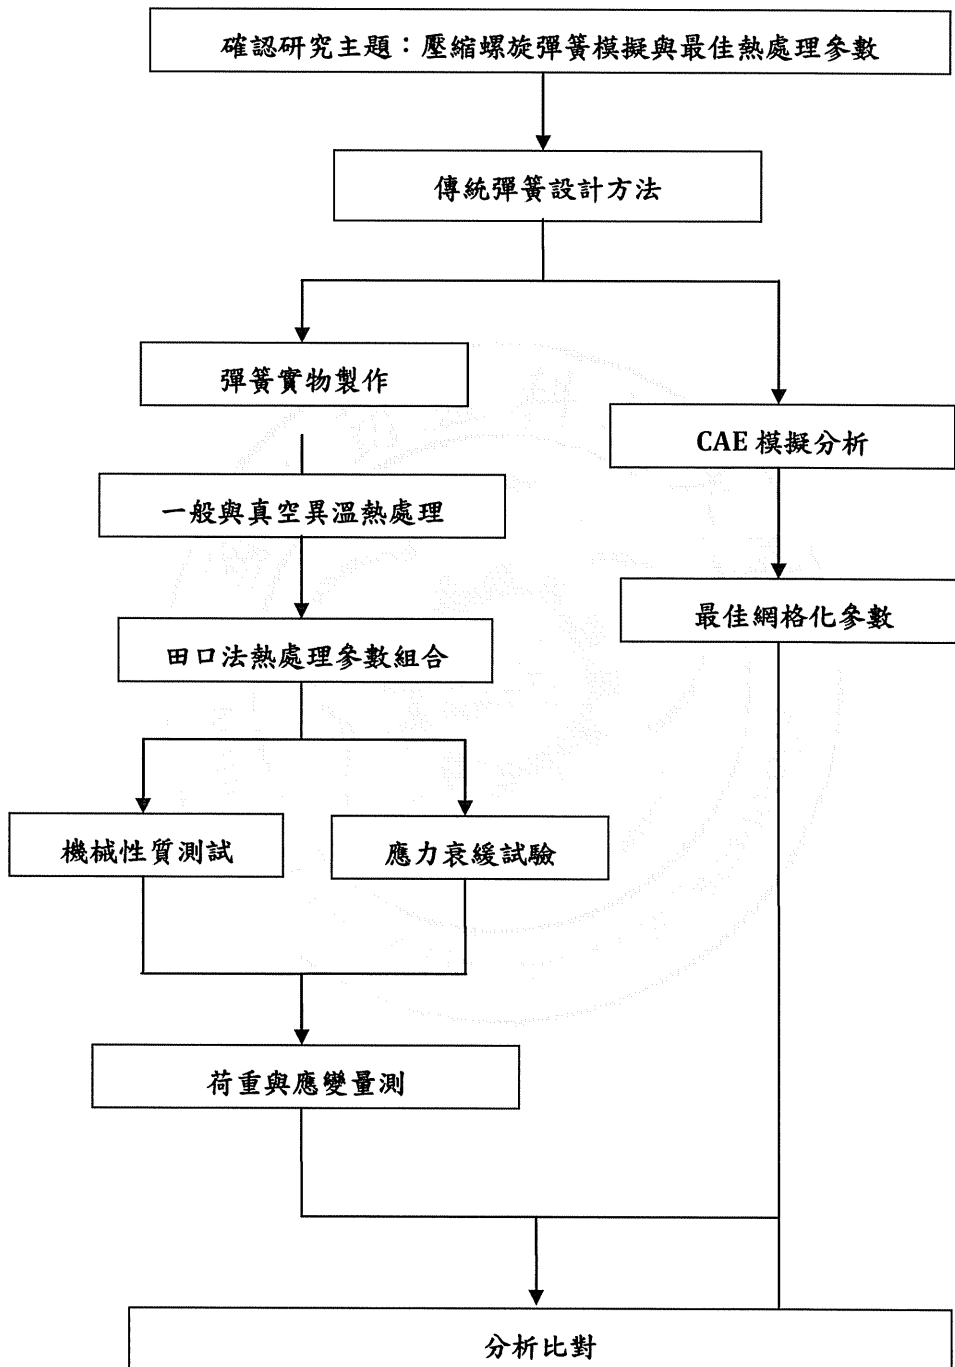 確認研究主題：壓縮螺旋彈簧模擬與最佳熱處理參數
傳統彈簧設計方法
彈簧實物製作
CAE 模擬分析
一般與真空異溫熱處理
最佳網格化參數
田口法熱處理參數組合
機械性質測試
應力衰緩試驗
荷重與應變量測
分析比對